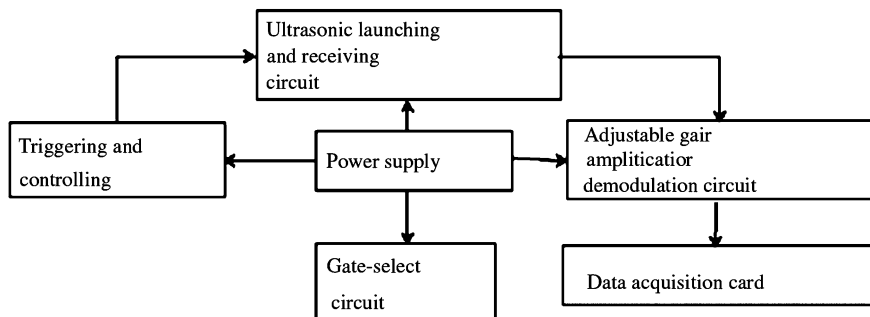 Ultrasonic launching
and receiving
circuit
Triggering and
controlling
Power supply
Adjustable gair
ampliticatior
demodulation circuit
Gate-select
circuit
Data acquisition card